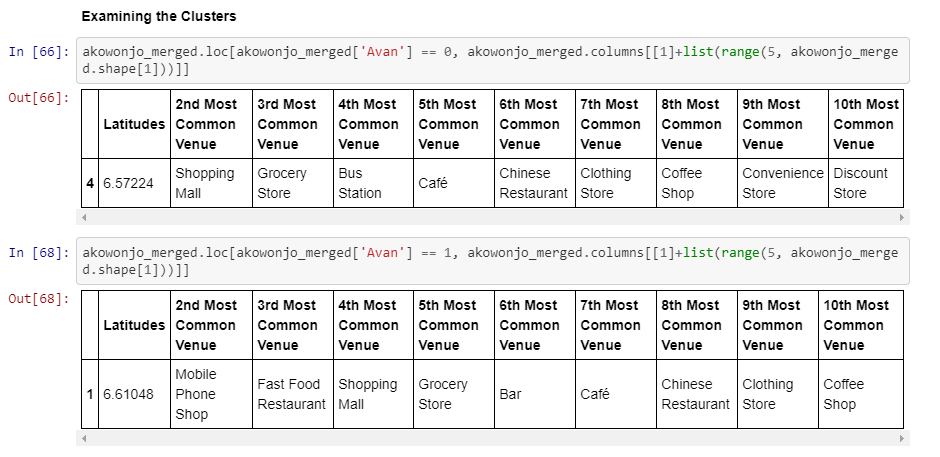 Examining the Clusters
In [66]: akowonjo_merged.loc[akowonjo_merged['Avan'] == 0, akowonjo_merged.columns[[1]+list(range(5, akowonjo_merge
d.shape[1]))]]
Out[66]:
Latitudes 2nd Most Common Venue 3rd Most Common Venue 4th Most Common Venue 5th Most Common Venue 6th Most Common Venue 7th Most Common Venue 8th Most Common Venue 9th Most Common Venue 10th Most Common Venue
4 6.57224 Shopping Mall Grocery Store Bus Station Café Chinese Restaurant Clothing Store Coffee Shop Convenience Store Discount Store
In [68]: akowonjo_merged.loc[akowonjo_merged['Avan'] == 1, akowonjo_merged.columns[[1]+list(range(5, akowonjo_merge
d.shape[1]))]]
Out[68]:
Latitudes 2nd Most Common Venue 3rd Most Common Venue 4th Most Common Venue 5th Most Common Venue 6th Most Common Venue 7th Most Common Venue 8th Most Common Venue 9th Most Common Venue 10th Most Common Venue
1 6.61048 Mobile Phone Shop Fast Food Restaurant Shopping Mall Grocery Store Bar Café Chinese Restaurant Clothing Store Coffee Shop